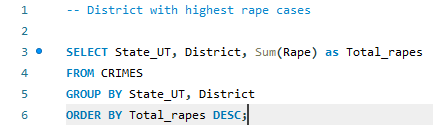 1 -- District with highest rape cases
2
3 SELECT State_UT, District, Sum(Rape) as Total_rapes
4 FROM CRIMES
5 GROUP BY State_UT, District
6 ORDER BY Total_rapes DESC;